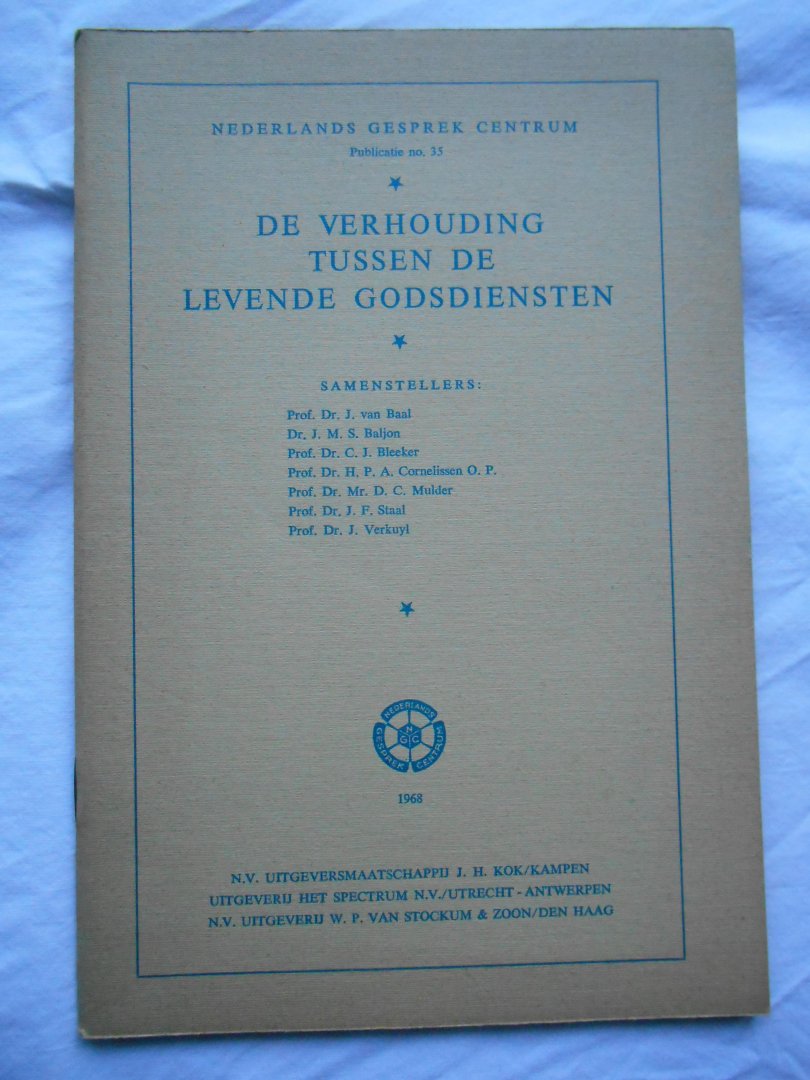 NEDERLANDS GESPREK CENTRUM
Publicatie no. 35
DE VERHOUDING
TUSSEN DE
LEVENDE GODSDIENSTEN
SAMENSTELLERS:
Prof. Dr. J. van Baal
Dr. J. M. S. Baljon
Prof. Dr. C. J. Bleeker
Prof. Dr. H. P. A. Cornelissen O. P.
Prof. Dr. Mr. D. C. Mulder
Prof. Dr. J. F. Staal
Prof. Dr. J. Verkuyl
NEDERLANDS
GESPREK CENTRUM
N
G C
1968
N.V. UITGEVERSMAATSCHAPPIJ J. H. KOK/KAMPEN
UITGEVERIJ HET SPECTRUM N.V./UTRECHT - ANTWERPEN
N.V. UITGEVERIJ W. P. VAN STOCKUM & ZOON/DEN HAAG